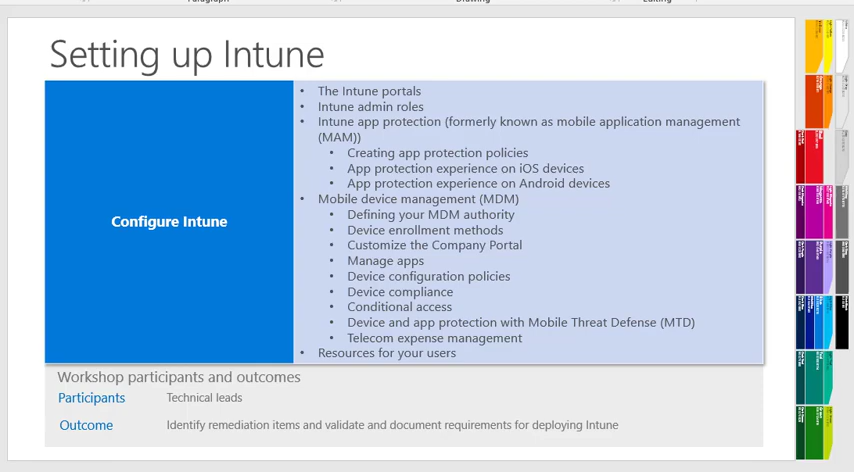 Paragraph Drawing Editing
Setting up Intune
Configure Intune
• The Intune portals
• Intune admin roles
• Intune app protection (formerly known as mobile application management
(MAM))
• Creating app protection policies
• App protection experience on iOS devices
• App protection experience on Android devices
• Mobile device management (MDM)
• Defining your MDM authority
• Device enrollment methods
• Customize the Company Portal
• Manage apps
• Device configuration policies
• Device compliance
• Conditional access
• Device and app protection with Mobile Threat Defense (MTD)
• Telecom expense management
• Resources for your users
Workshop participants and outcomes
Participants Technical leads
Outcome Identify remediation items and validate and document requirements for deploying Intune